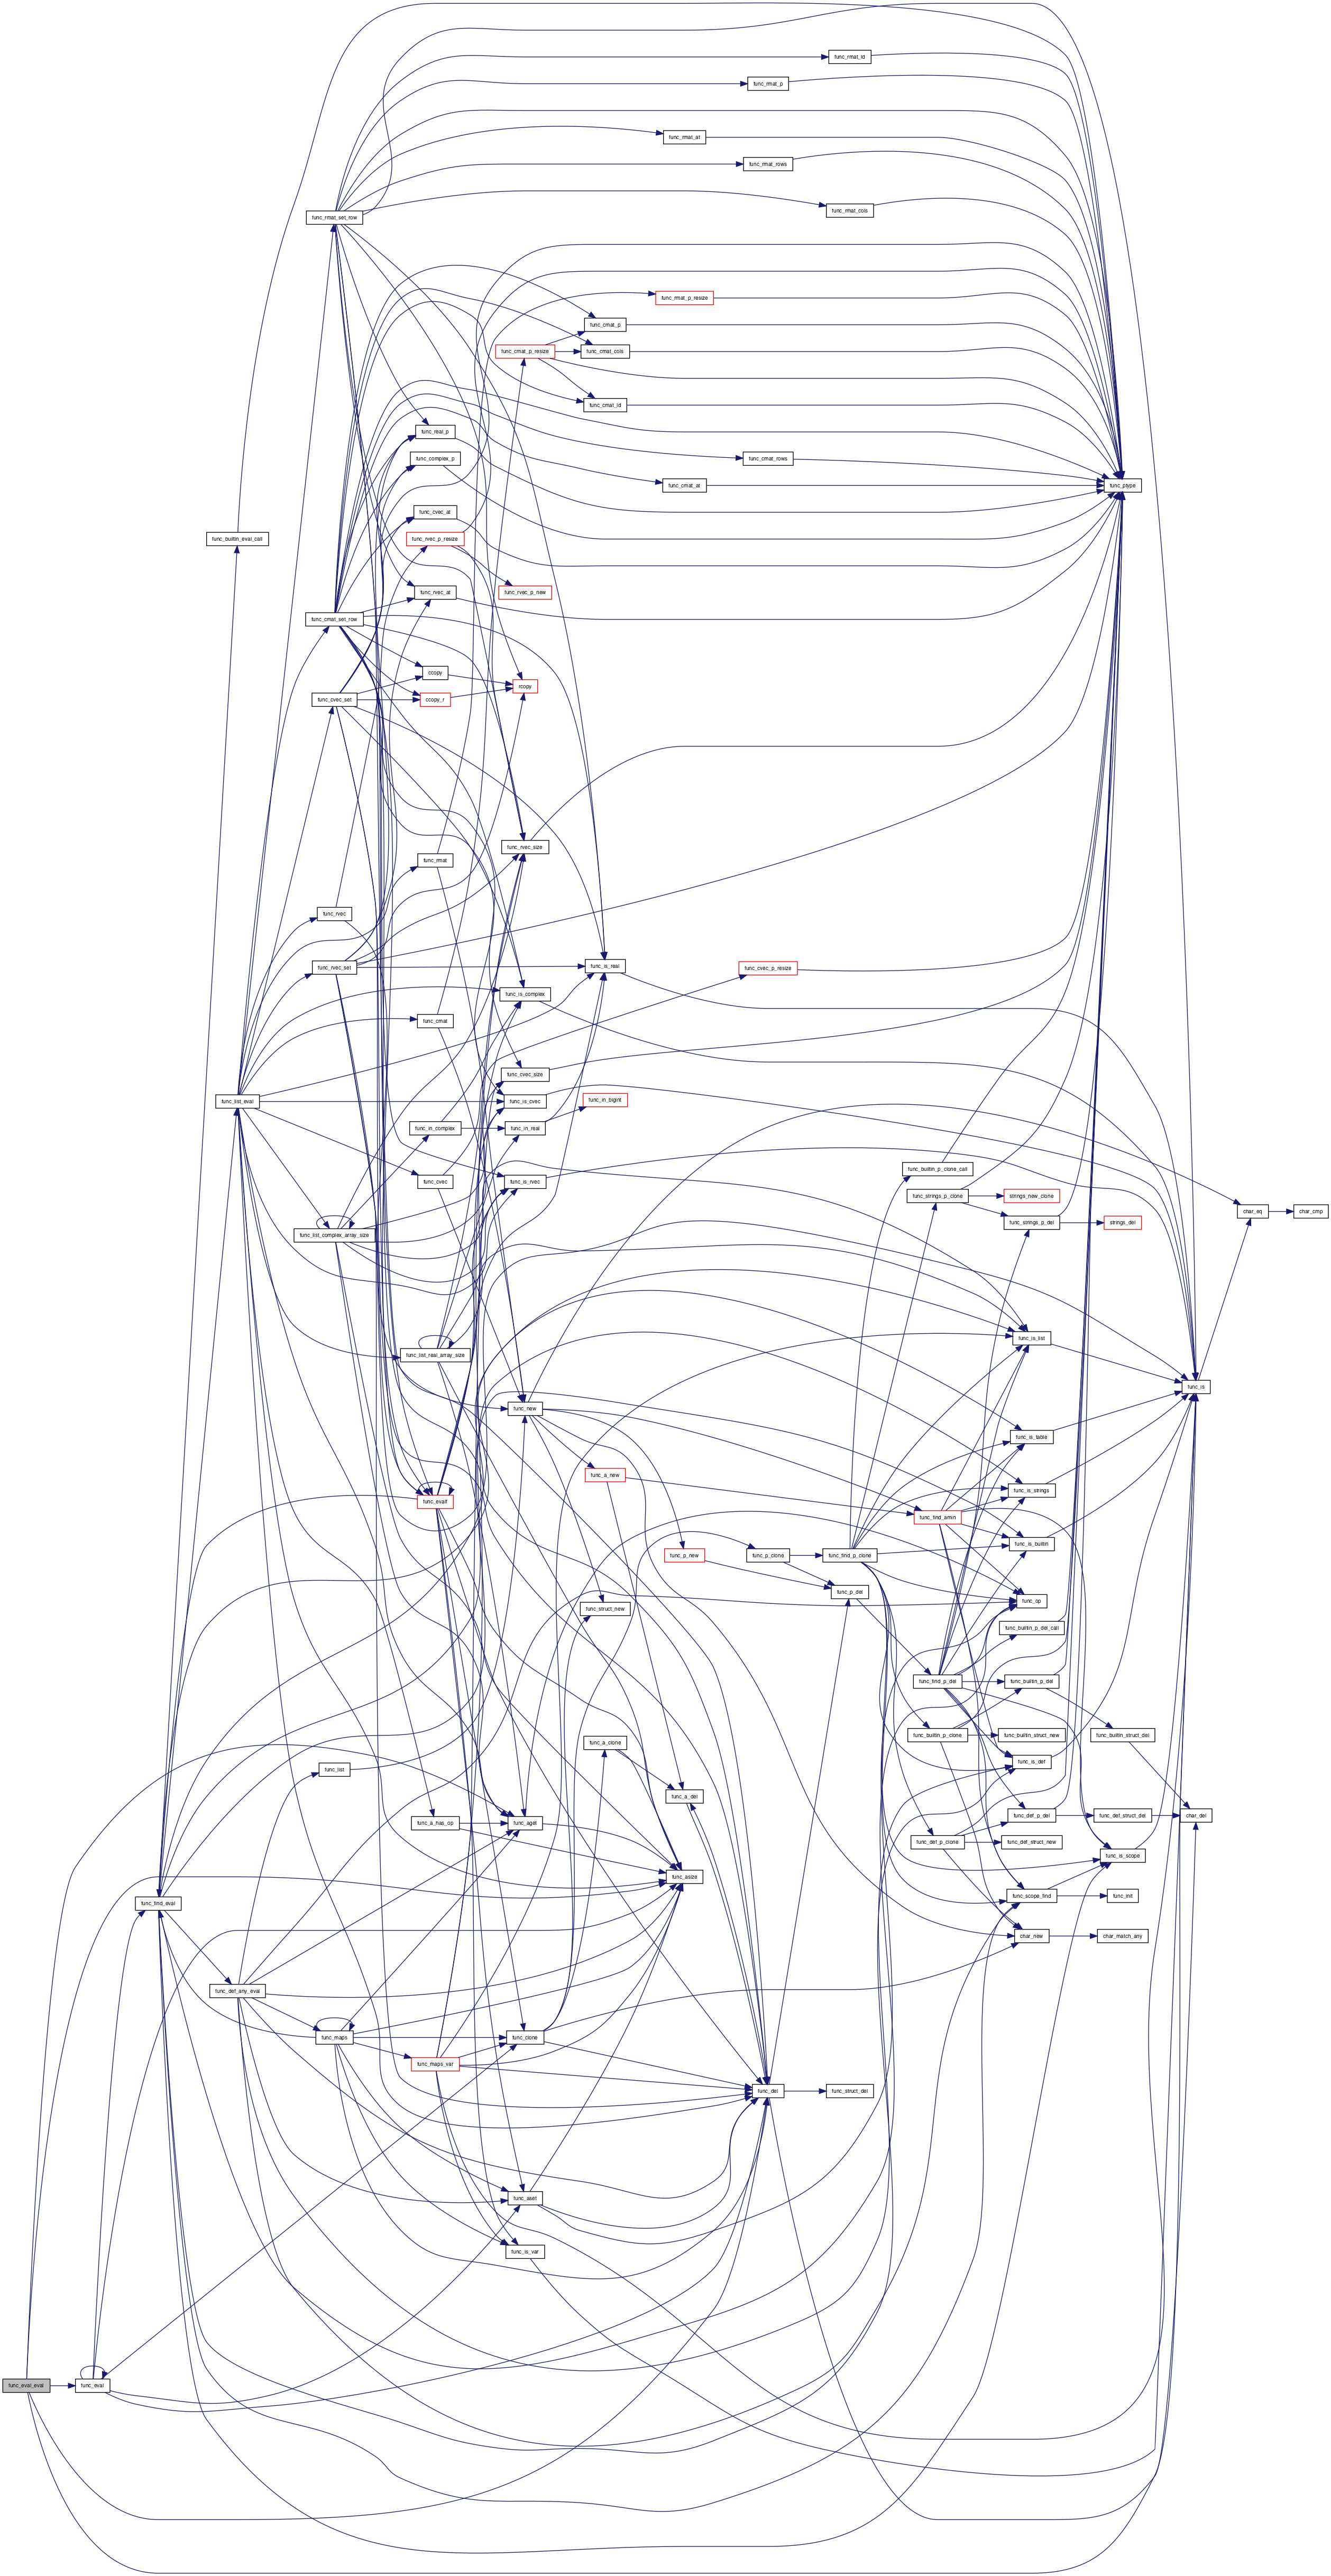 func_rmat_id
func_rmat_p
func_rmat_at
func_rmat_rows
func_rmat_cols
func_rmat_set_row
func_rmat_p_resize
func_cmat_p
func_cmat_p_resize
func_cmat_cols
func_cmat_id
func_real_p
func_complex_p
func_cmat_rows
func_cmat_at
func_ptype
func_cvec_at
func_builtin_eval_call
func_rvec_p_resize
func_rvec_at
func_rvec_p_new
func_cmat_set_row
ccopy
rcopy
func_cvec_set
ccopy_r
func_rvec_size
func_rmat
func_rvec
func_rvec_set
func_is_real
func_cvec_p_resize
func_is_complex
func_cmat
func_cvec_size
func_list_eval
func_is_cvec
func_in_bigint
func_in_complex
func_in_real
func_builtin_p_clone_call
func_cvec
func_is_rvec
func_strings_p_clone
strings_new_clone
char_eq
char_cmp
func_strings_p_del
strings_del
func_list_complex_array_size
func_is_list
func_list_real_array_size
func_is
func_new
func_is_table
func_a_new
func_is_strings
func_evalf
func_find_amin
func_is_builtin
func_p_new
func_p_clone
func_find_p_clone
func_p_del
func_op
func_struct_new
func_builtin_p_del_call
func_find_p_del
func_builtin_p_del
func_builtin_p_clone
func_builtin_struct_new
func_builtin_struct_del
func_a_clone
func_is_def
func_list
func_a_del
func_def_p_del
func_def_struct_del
char_del
func_a_has_op
func_aget
func_def_p_clone
func_def_struct_new
func_is_scope
func_asize
func_find_eval
func_scope_find
func_init
char_new
char_match_any
func_def_any_eval
func_maps
func_clone
func_maps_var
func_del
func_struct_del
func_aset
func_is_var
func_eval_eval
func_eval